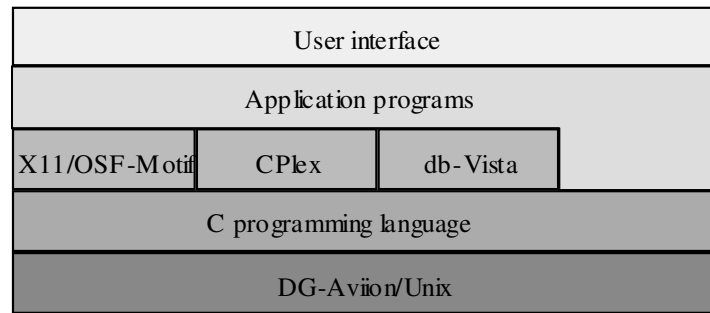 User interface
Application programs
X11/OSF-Motif CPlex db-Vista
C programming language
DG-Aviion/Unix